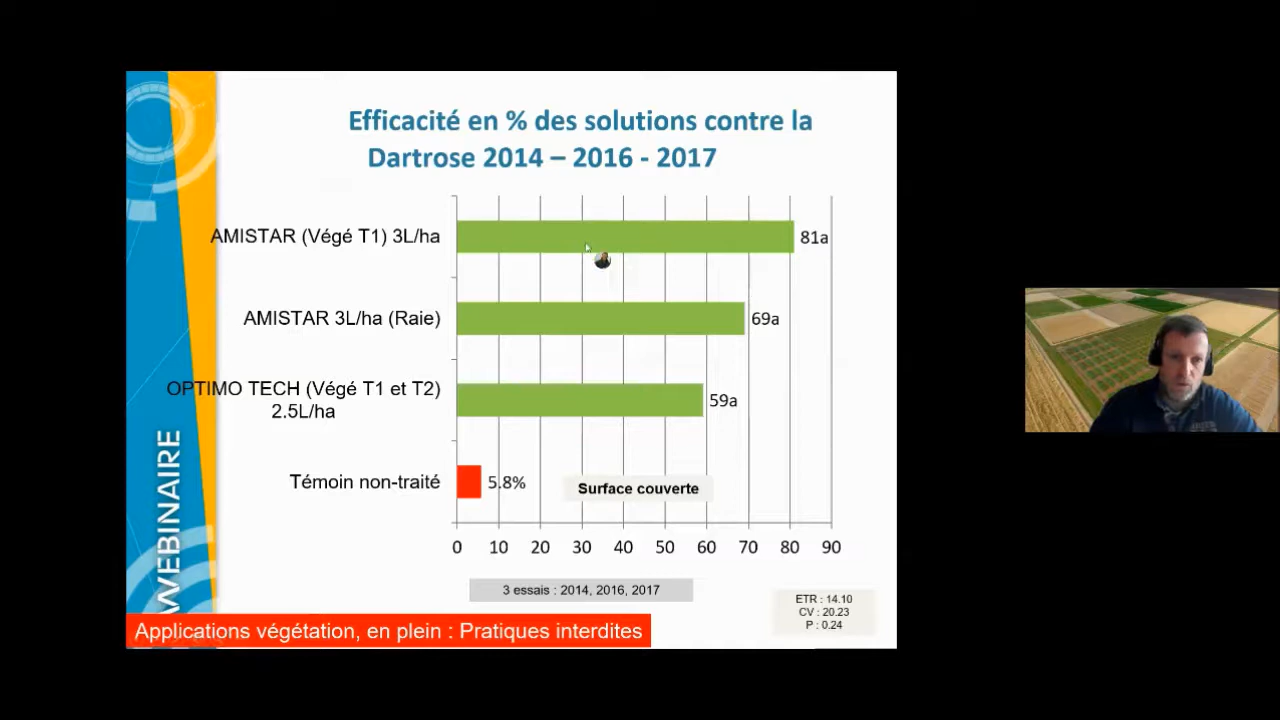 Efficacité en % des solutions contre la
Dartrose 2014 – 2016 - 2017
AMISTAR (Végé T1) 3L/ha
81a
AMISTAR 3L/ha (Raie)
69a
OPTIMO TECH (Végé T1 et T2)
2.5L/ha
59a
Témoin non-traité
5.8%
Surface couverte
0 10 20 30 40 50 60 70 80 90
3 essais : 2014, 2016, 2017
ETR : 14.10
CV : 20.23
P : 0.24
WEBINAIRE
Applications végétation, en plein : Pratiques interdites